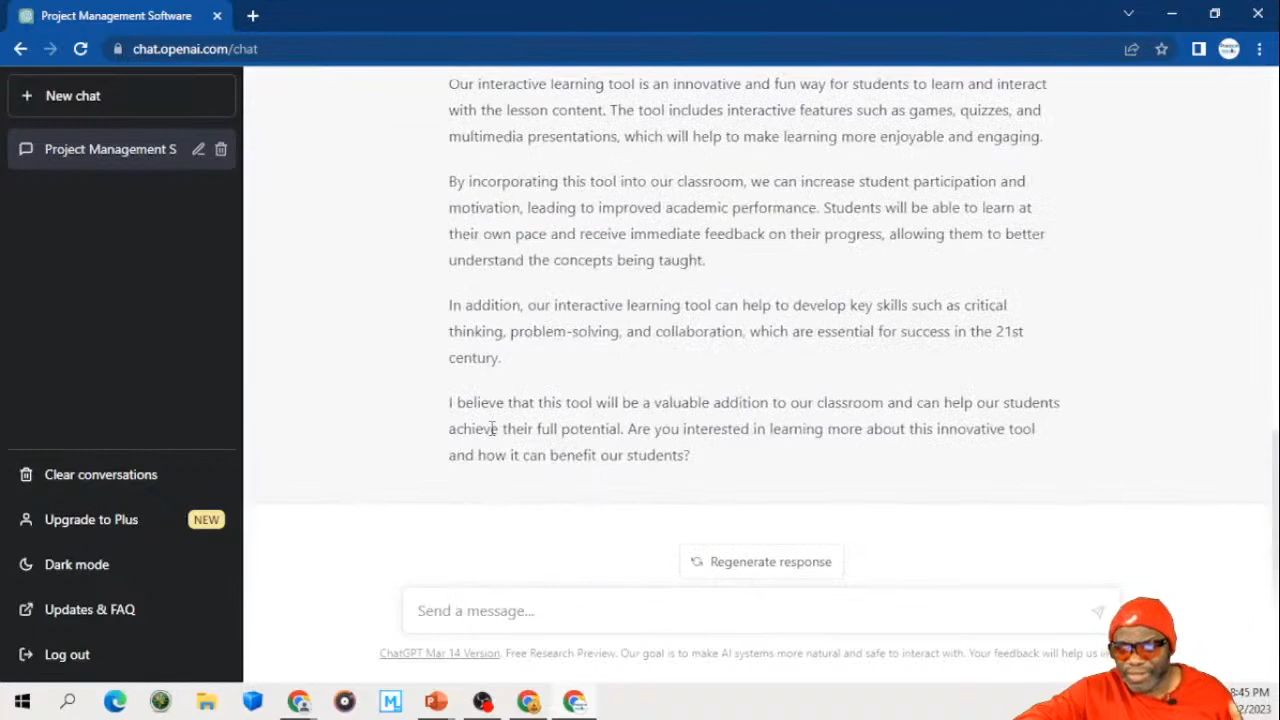 Project Management Software
chat.openai.com/chat
New chat
Project Management S
Our interactive learning tool is an innovative and fun way for students to learn and interact
with the lesson content. The tool includes interactive features such as games, quizzes, and
multimedia presentations, which will help to make learning more enjoyable and engaging.
By incorporating this tool into our classroom, we can increase student participation and
motivation, leading to improved academic performance. Students will be able to learn at
their own pace and receive immediate feedback on their progress, allowing them to better
understand the concepts being taught.
In addition, our interactive learning tool can help to develop key skills such as critical
thinking, problem-solving, and collaboration, which are essential for success in the 21st
century.
I believe that this tool will be a valuable addition to our classroom and can help our students
achieve their full potential. Are you interested in learning more about this innovative tool
and how it can benefit our students?
Clear conversations
Upgrade to Plus NEW
Dark mode
Updates & FAQ
Log out
Regenerate response
Send a message...
ChatGPT Mar 14 Version. Free Research Preview. Our goal is to make AI systems more natural and safe to interact with. Your feedback will help us
8:45 PM
2/2023